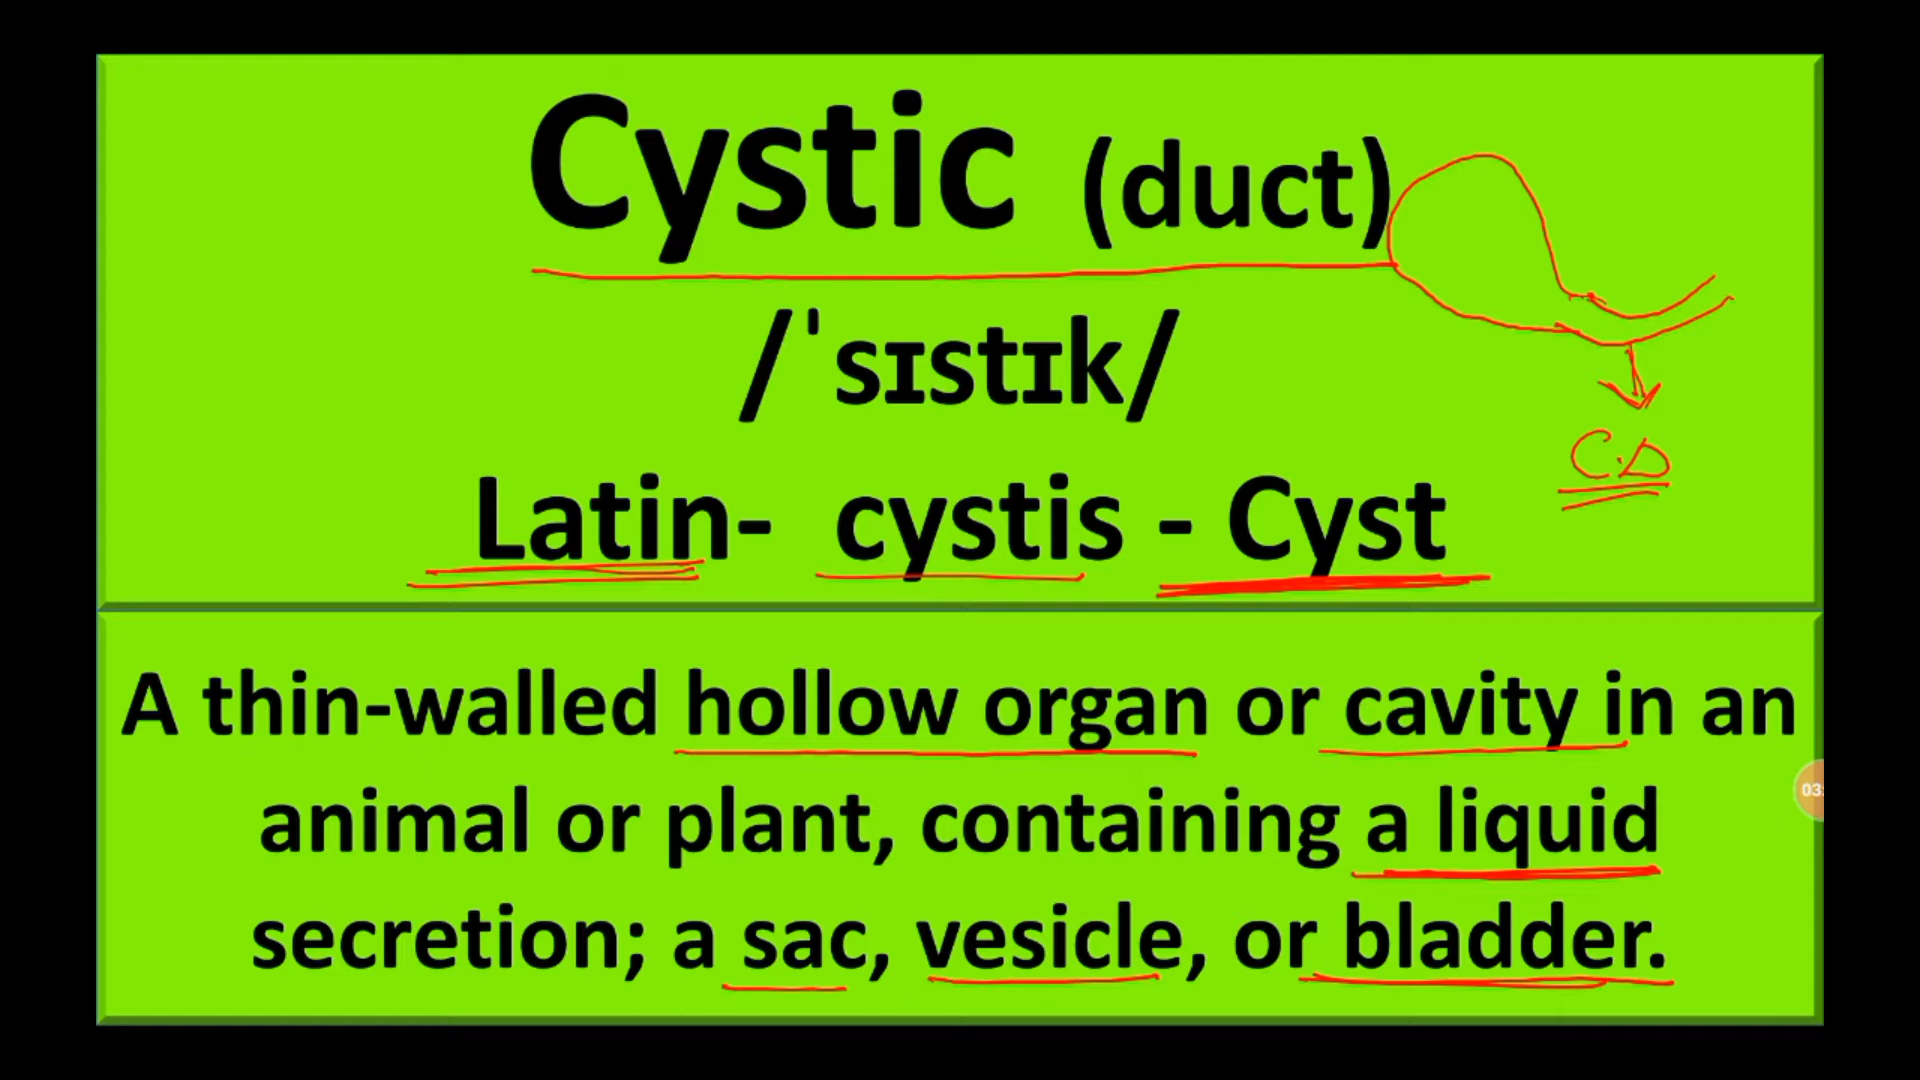 Cystic (duct)
/ˈsɪstɪk/
C.D
Latin- cystis - Cyst
A thin-walled hollow organ or cavity in an
animal or plant, containing a liquid
secretion; a sac, vesicle, or bladder.